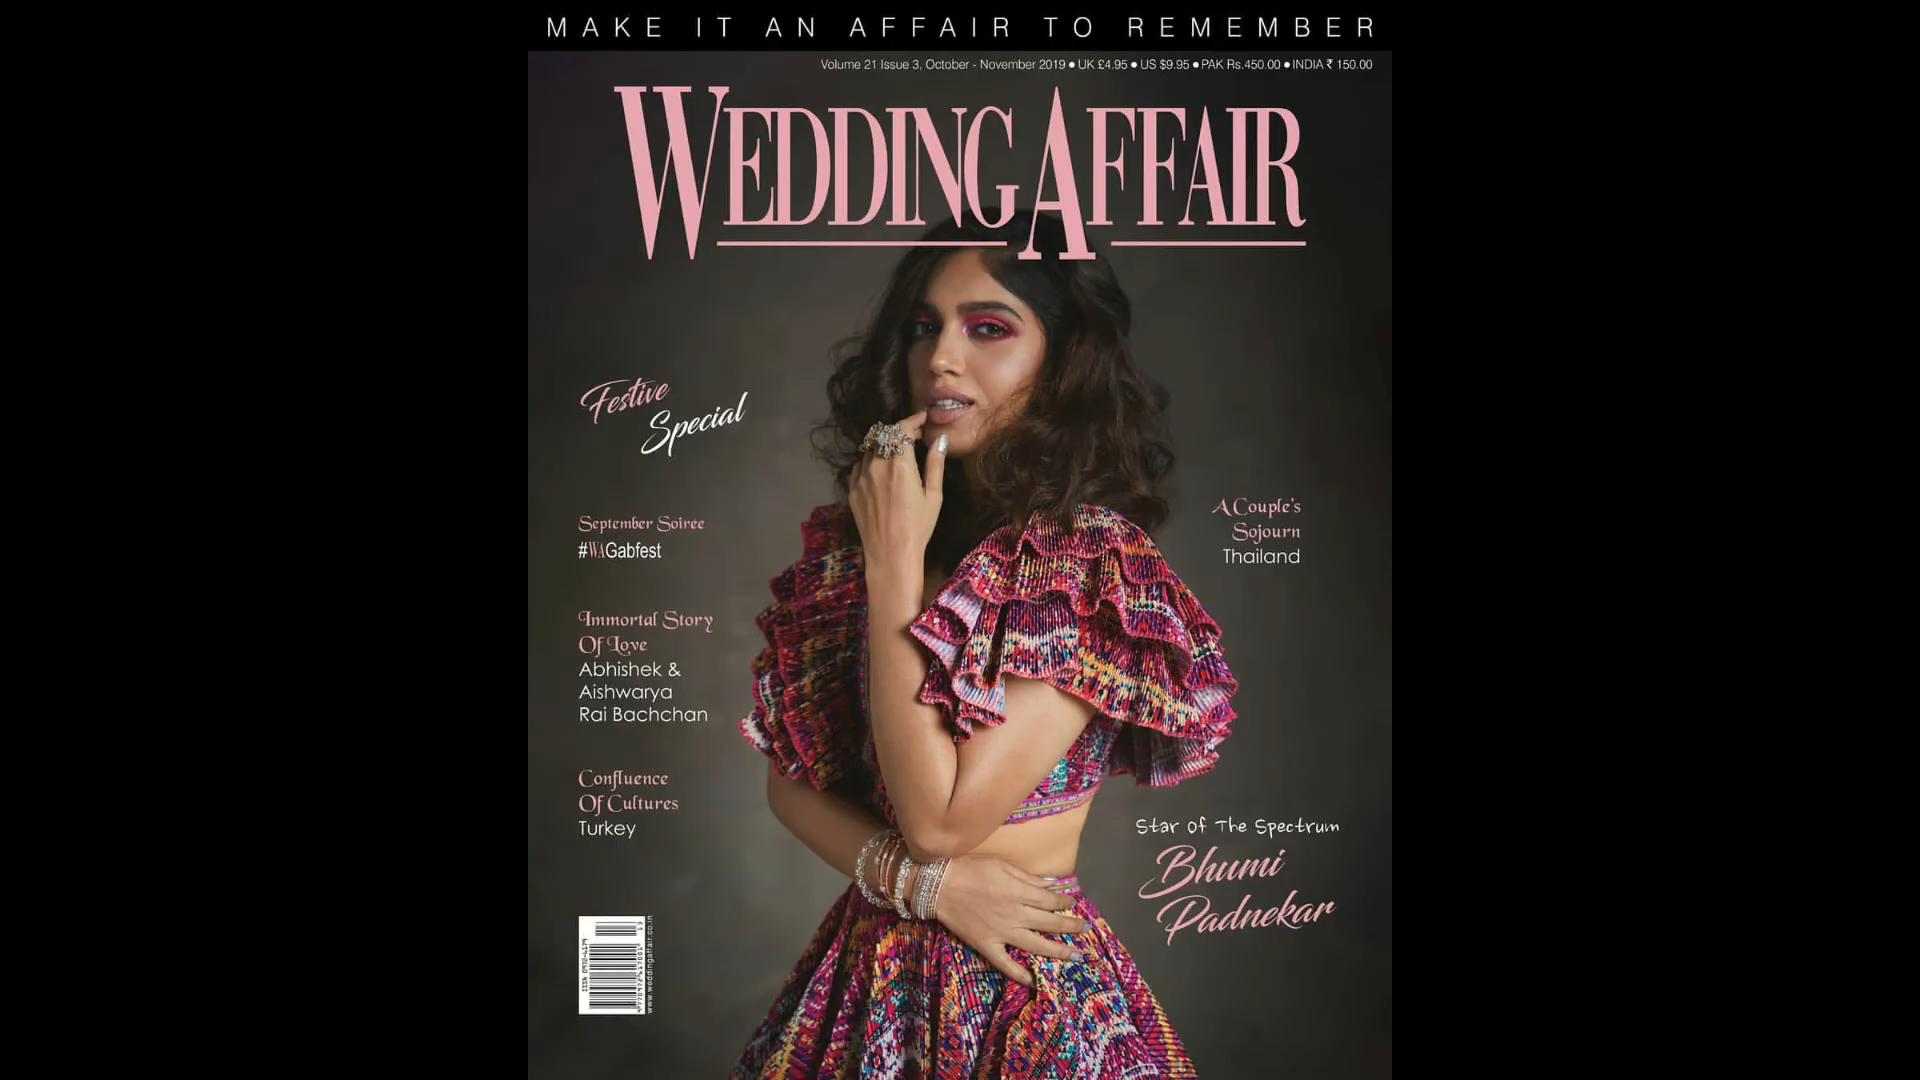 MAKE IT AN AFFAIR TO REMEMBER
Volume 21 Issue 3, October - November 2019 ● UK £4.95 ● US $9.95 ● PAK Rs.450.00 ● INDIA ₹ 150.00
WEDDING AFFAIR
Festive
Special
September Soirée
#WAGabfest
Immortal Story
Of Love
Abhishek &
Aishwarya
Rai Bachchan
Confluence
Of Cultures
Turkey
A Couple's
Sojourn
Thailand
Star of The Spectrum
Bhumi
Padnekar
ISSN 0972-6179
www.weddingaffair.co.in